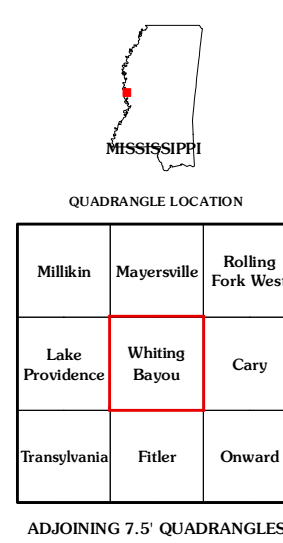 MISSISSIPPI
QUADRANGLE LOCATION
Millikin
Mayersville
Rolling
Fork West
Lake
Providence
Whiting
Bayou
Cary
Transylvania
Fitler
Onward
ADJOINING 7.5' QUADRANGLES